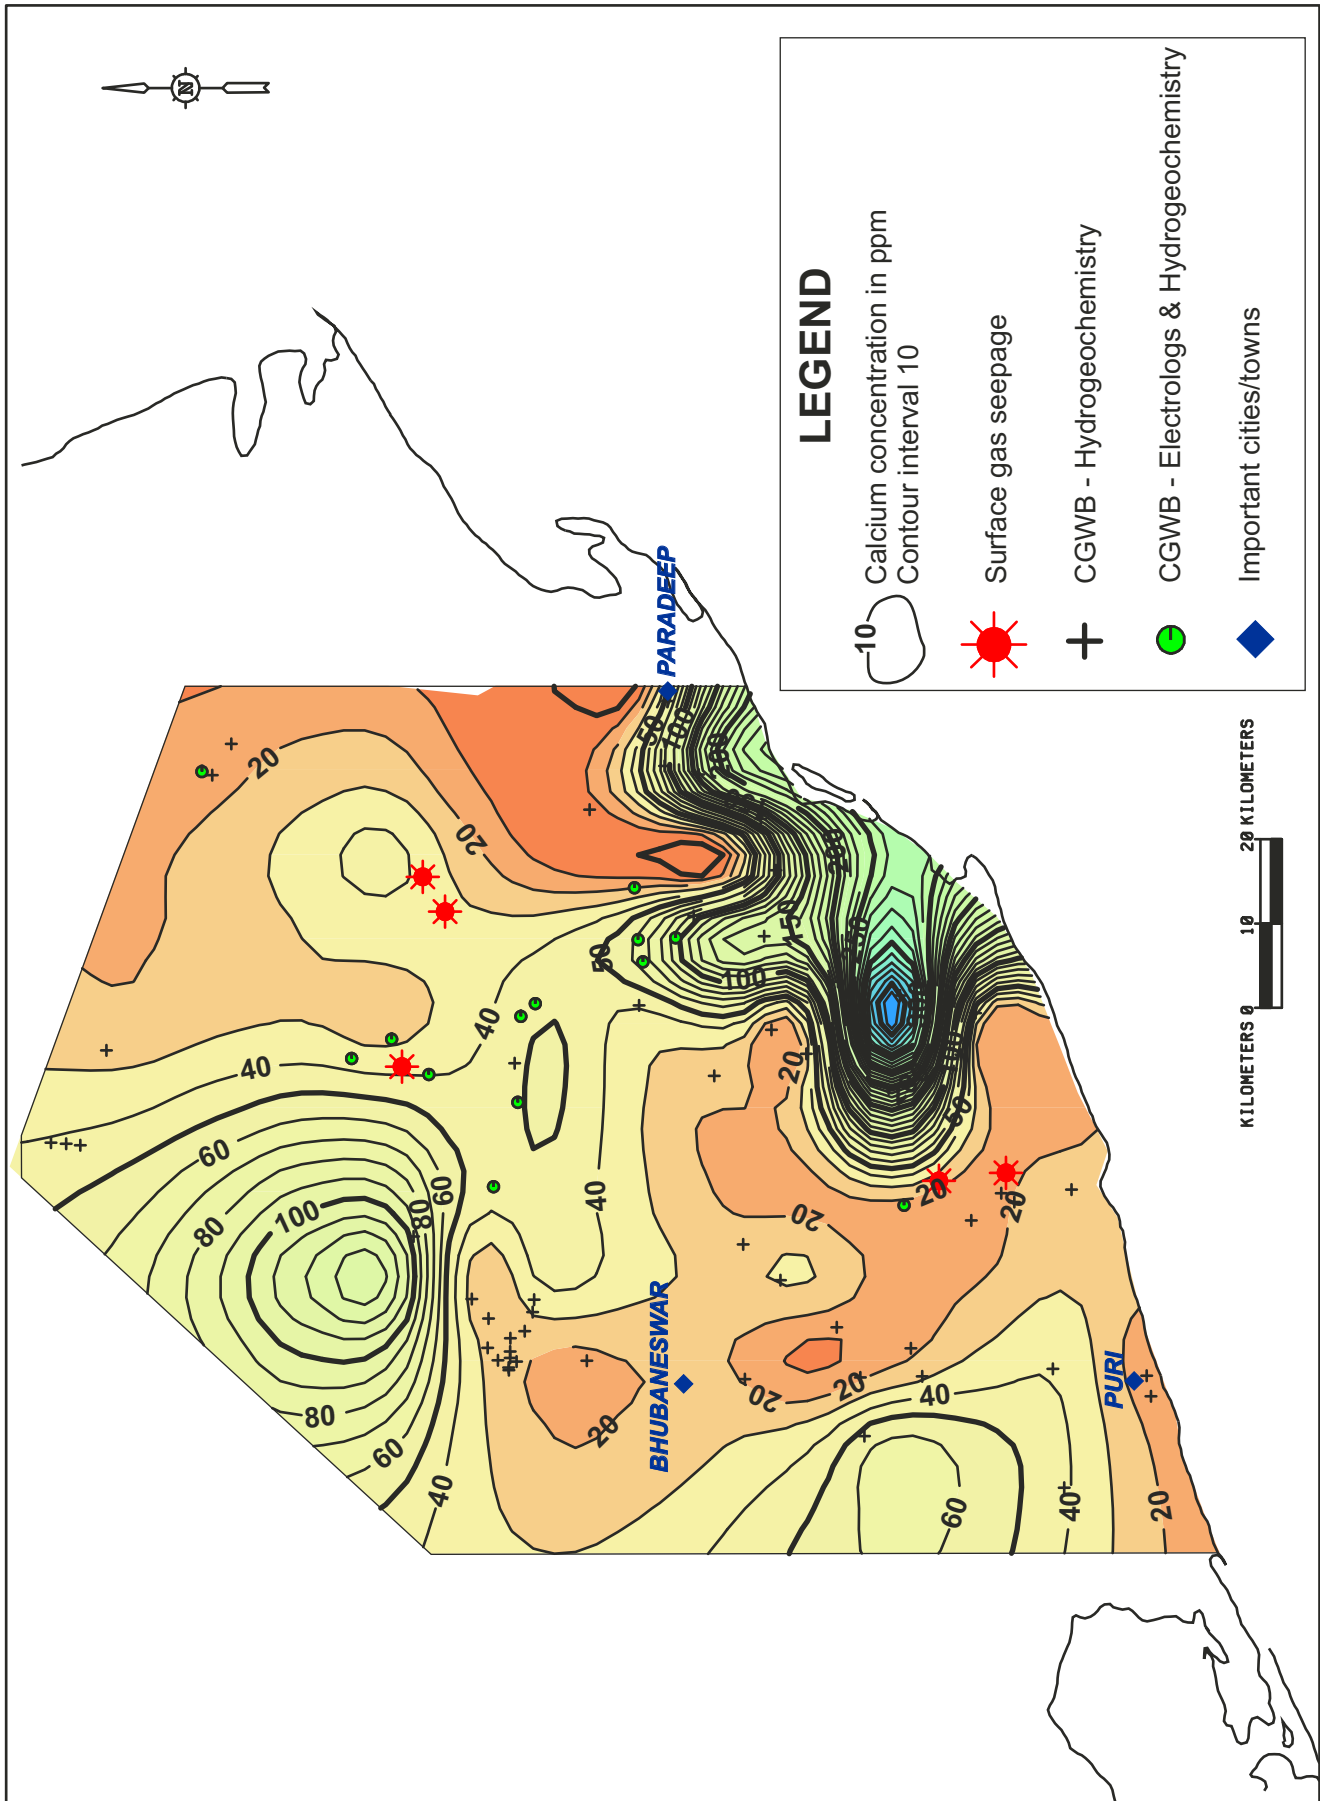 N
LEGEND
10
Calcium concentration in ppm
Contour interval 10
Surface gas seepage
CGWB - Hydrogeochemistry
CGWB - Electrologs & Hydrogeochemistry
Important cities/towns
KILOMETERS 0 10 20 KILOMETERS
PARADEEP
BHUBANESWAR
PURI
20
20
40
40
60
80
100
60
80
80
60
40
40
50
50
100
200
200
150
100
250
100
50
20
20
20
20
20
20
20
40
60
40
20